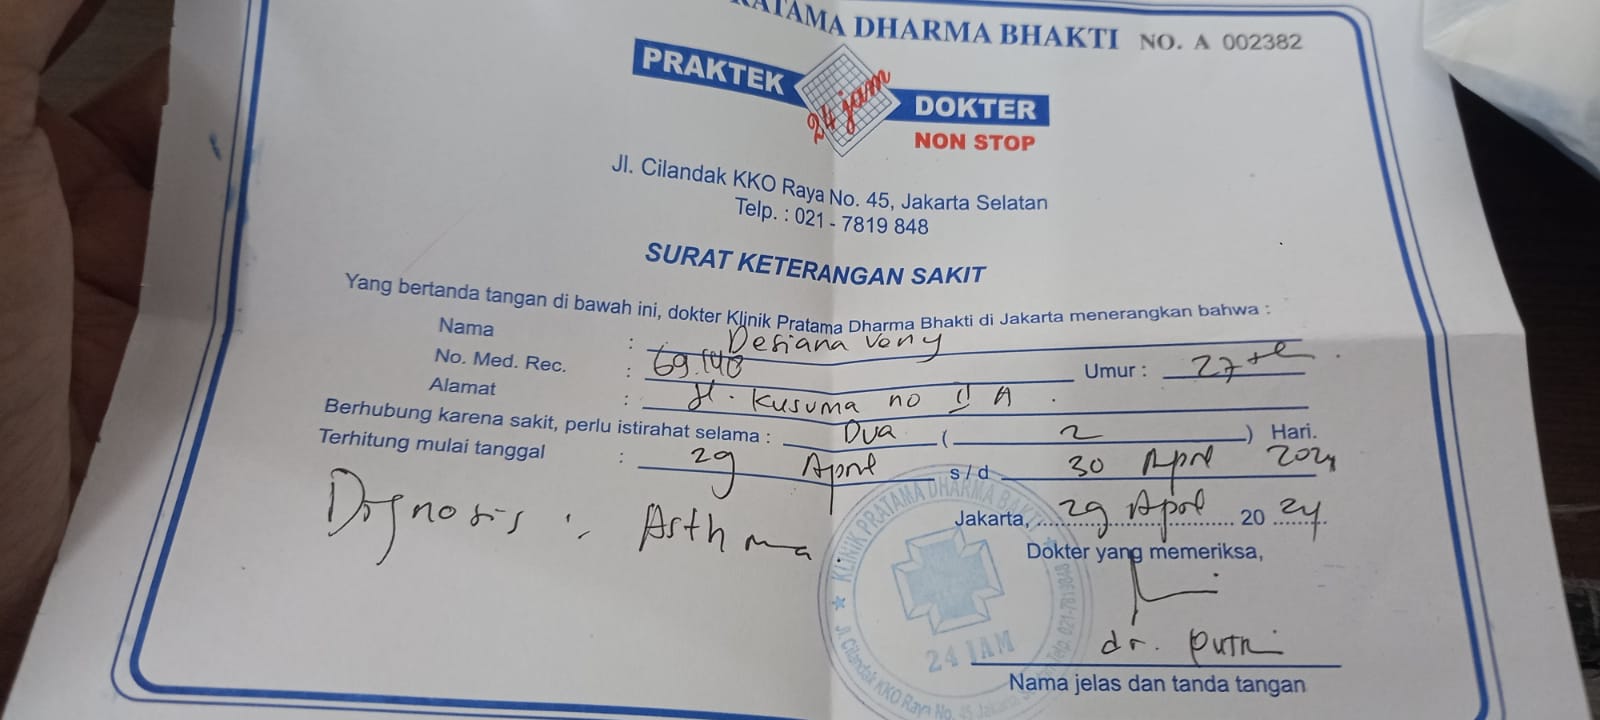 PRATAMA DHARMA BHAKTI NO. A 002382
PRAKTEK 24 jam DOKTER
NON STOP
Jl. Cilandak KKO Raya No. 45, Jakarta Selatan
Telp. : 021 - 7819 848
SURAT KETERANGAN SAKIT
Yang bertanda tangan di bawah ini, dokter Klinik Pratama Dharma Bhakti di Jakarta menerangkan bahwa :
Nama : Desiana Vony
No. Med. Rec. : 69.140 Umur : 27 th
Alamat : Jl. Kusuma no II A.
Berhubung karena sakit, perlu istirahat selama : Dua ( 2 ) Hari.
Terhitung mulai tanggal : 29 April s/d 30 April 2024
Diagnosis : Asthma
Jakarta, 29 April 2024
Dokter yang memeriksa,
dr. Putri
Nama jelas dan tanda tangan
KLINIK PRATAMA DHARMA BAKTI
24 JAM
Jl. Cilandak KKO Raya No. 45 Jakarta Telp. 021-7819848